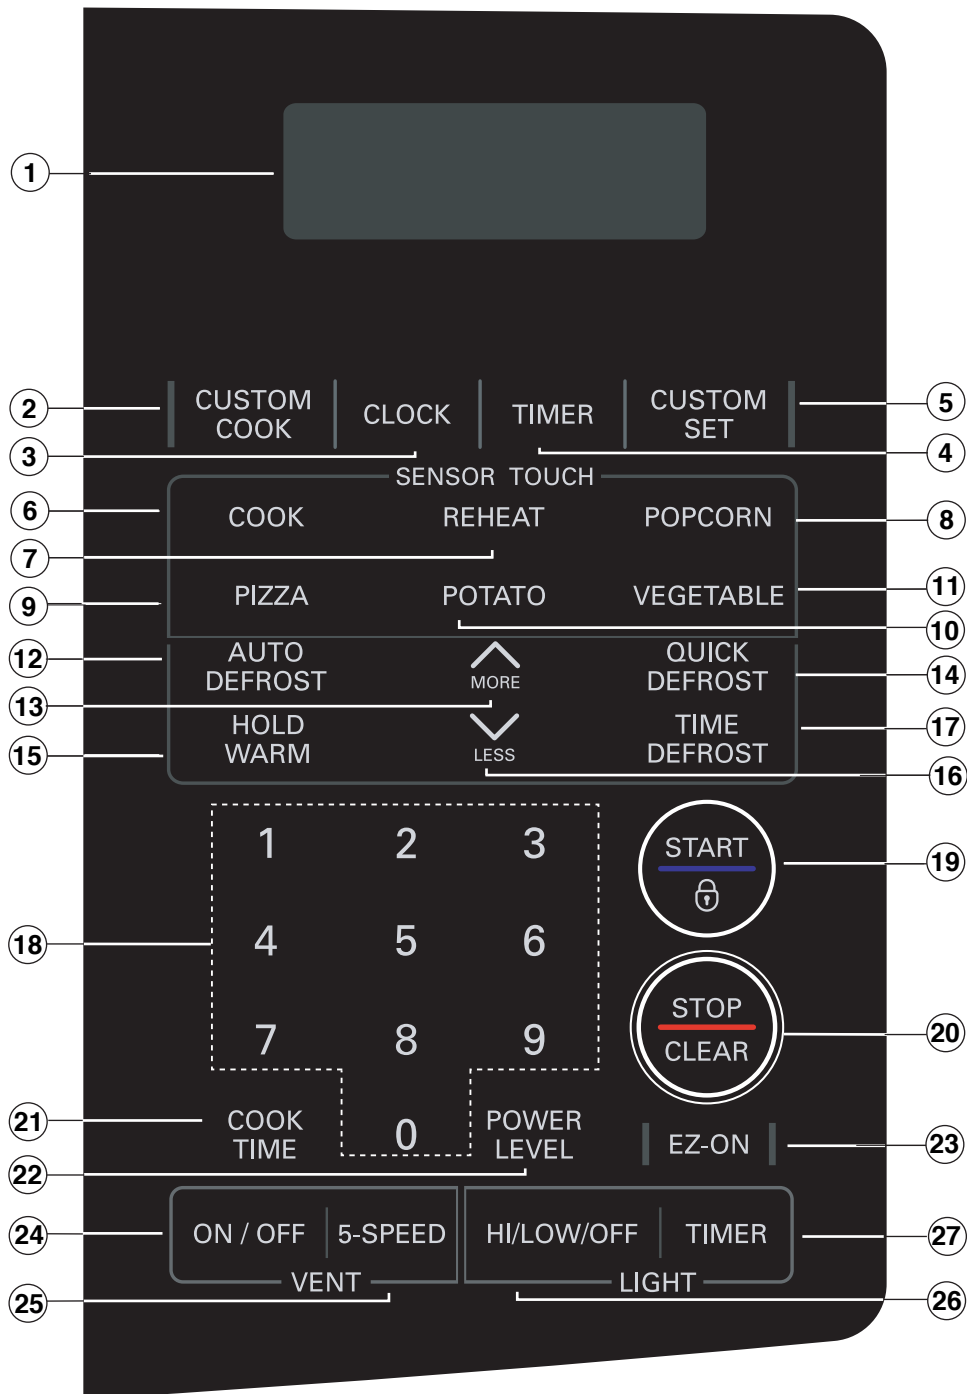 1
2
CUSTOM
COOK
CLOCK
TIMER
CUSTOM
SET
5
3
4
SENSOR TOUCH
6
COOK
REHEAT
POPCORN
8
7
9
PIZZA
POTATO
VEGETABLE
11
10
12
AUTO
DEFROST
MORE
QUICK
DEFROST
14
13
15
HOLD
WARM
LESS
TIME
DEFROST
17
16
1 2 3
START
19
18
4 5 6
STOP
CLEAR
20
7 8 9
21
COOK
TIME
0
POWER
LEVEL
EZ-ON
23
22
24
ON / OFF
5-SPEED
HI/LOW/OFF
TIMER
27
VENT
LIGHT
25
26